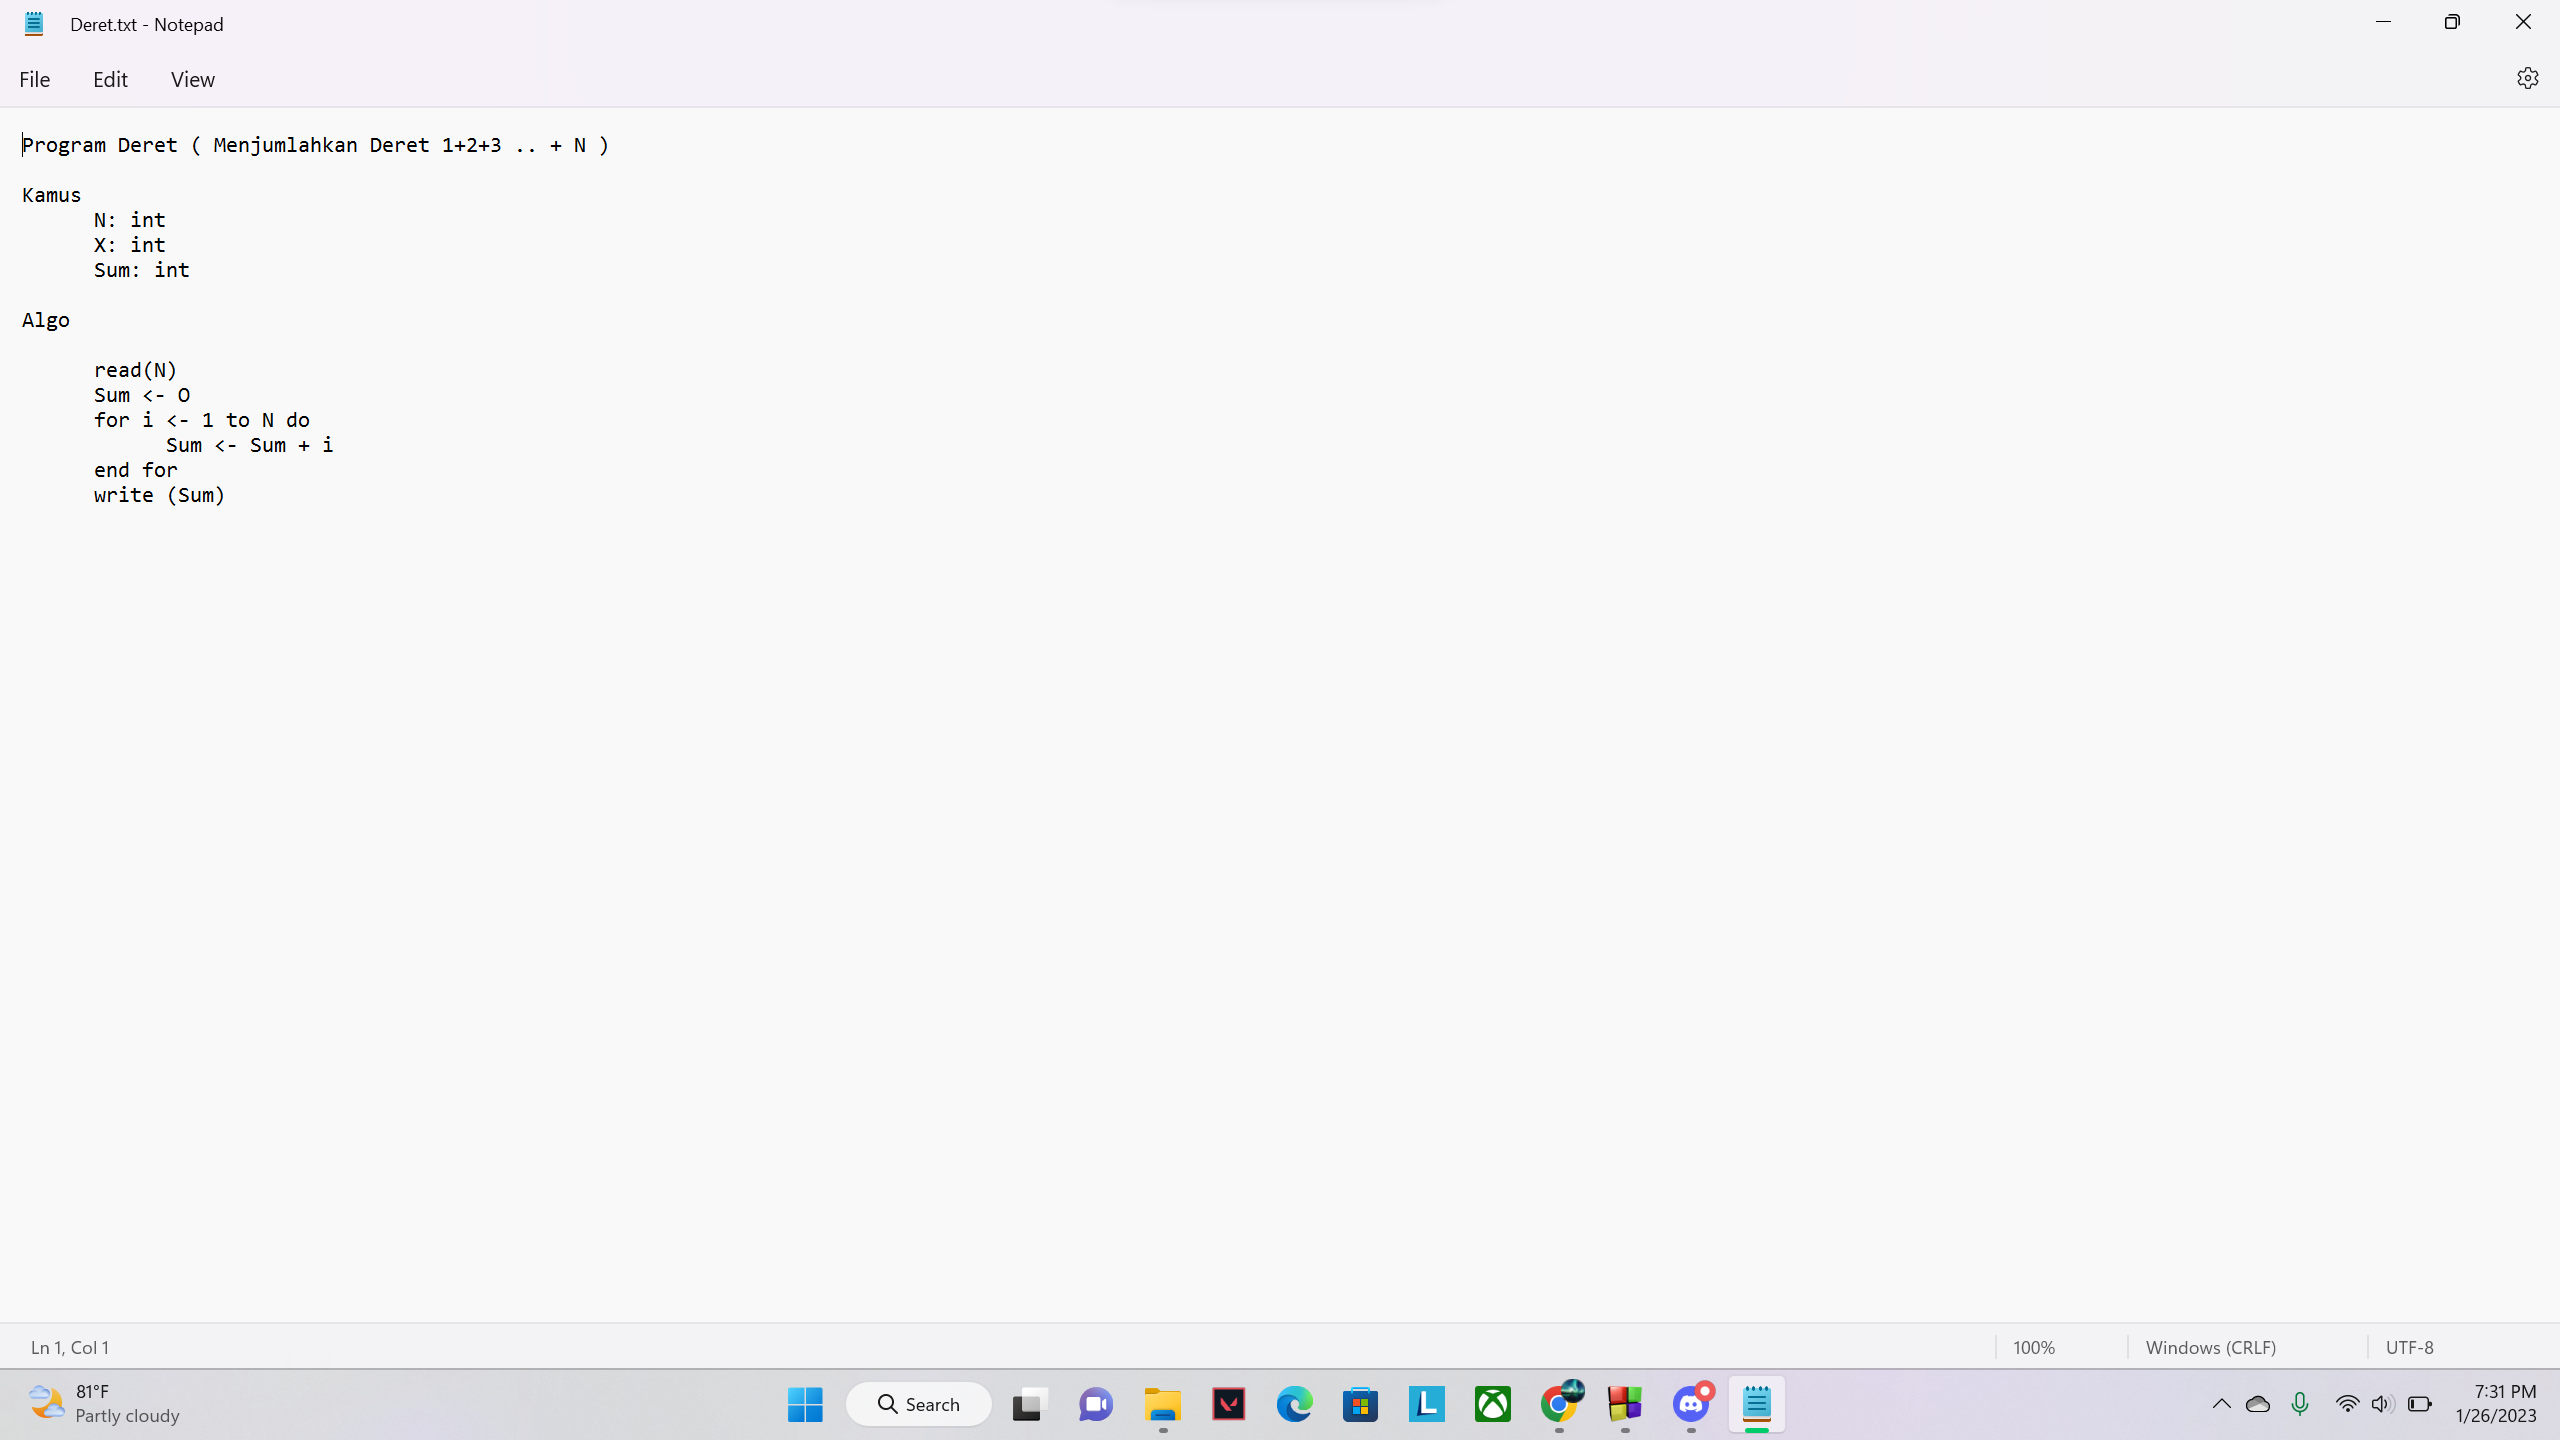 Deret.txt - Notepad
File Edit View
Program Deret ( Menjumlahkan Deret 1+2+3 .. + N )
Kamus
N: int
X: int
Sum: int
Algo
read(N)
Sum <- O
for i <- 1 to N do
Sum <- Sum + i
end for
write (Sum)
Ln 1, Col 1 100% Windows (CRLF) UTF-8
81°F
Partly cloudy
Search
L
7:31 PM
1/26/2023